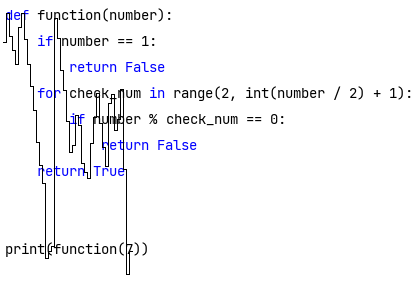 def function(number):
    if number == 1:
        return False
    for check_num in range(2, int(number / 2) + 1):
        if number % check_num == 0:
            return False
    return True
print(function(7))